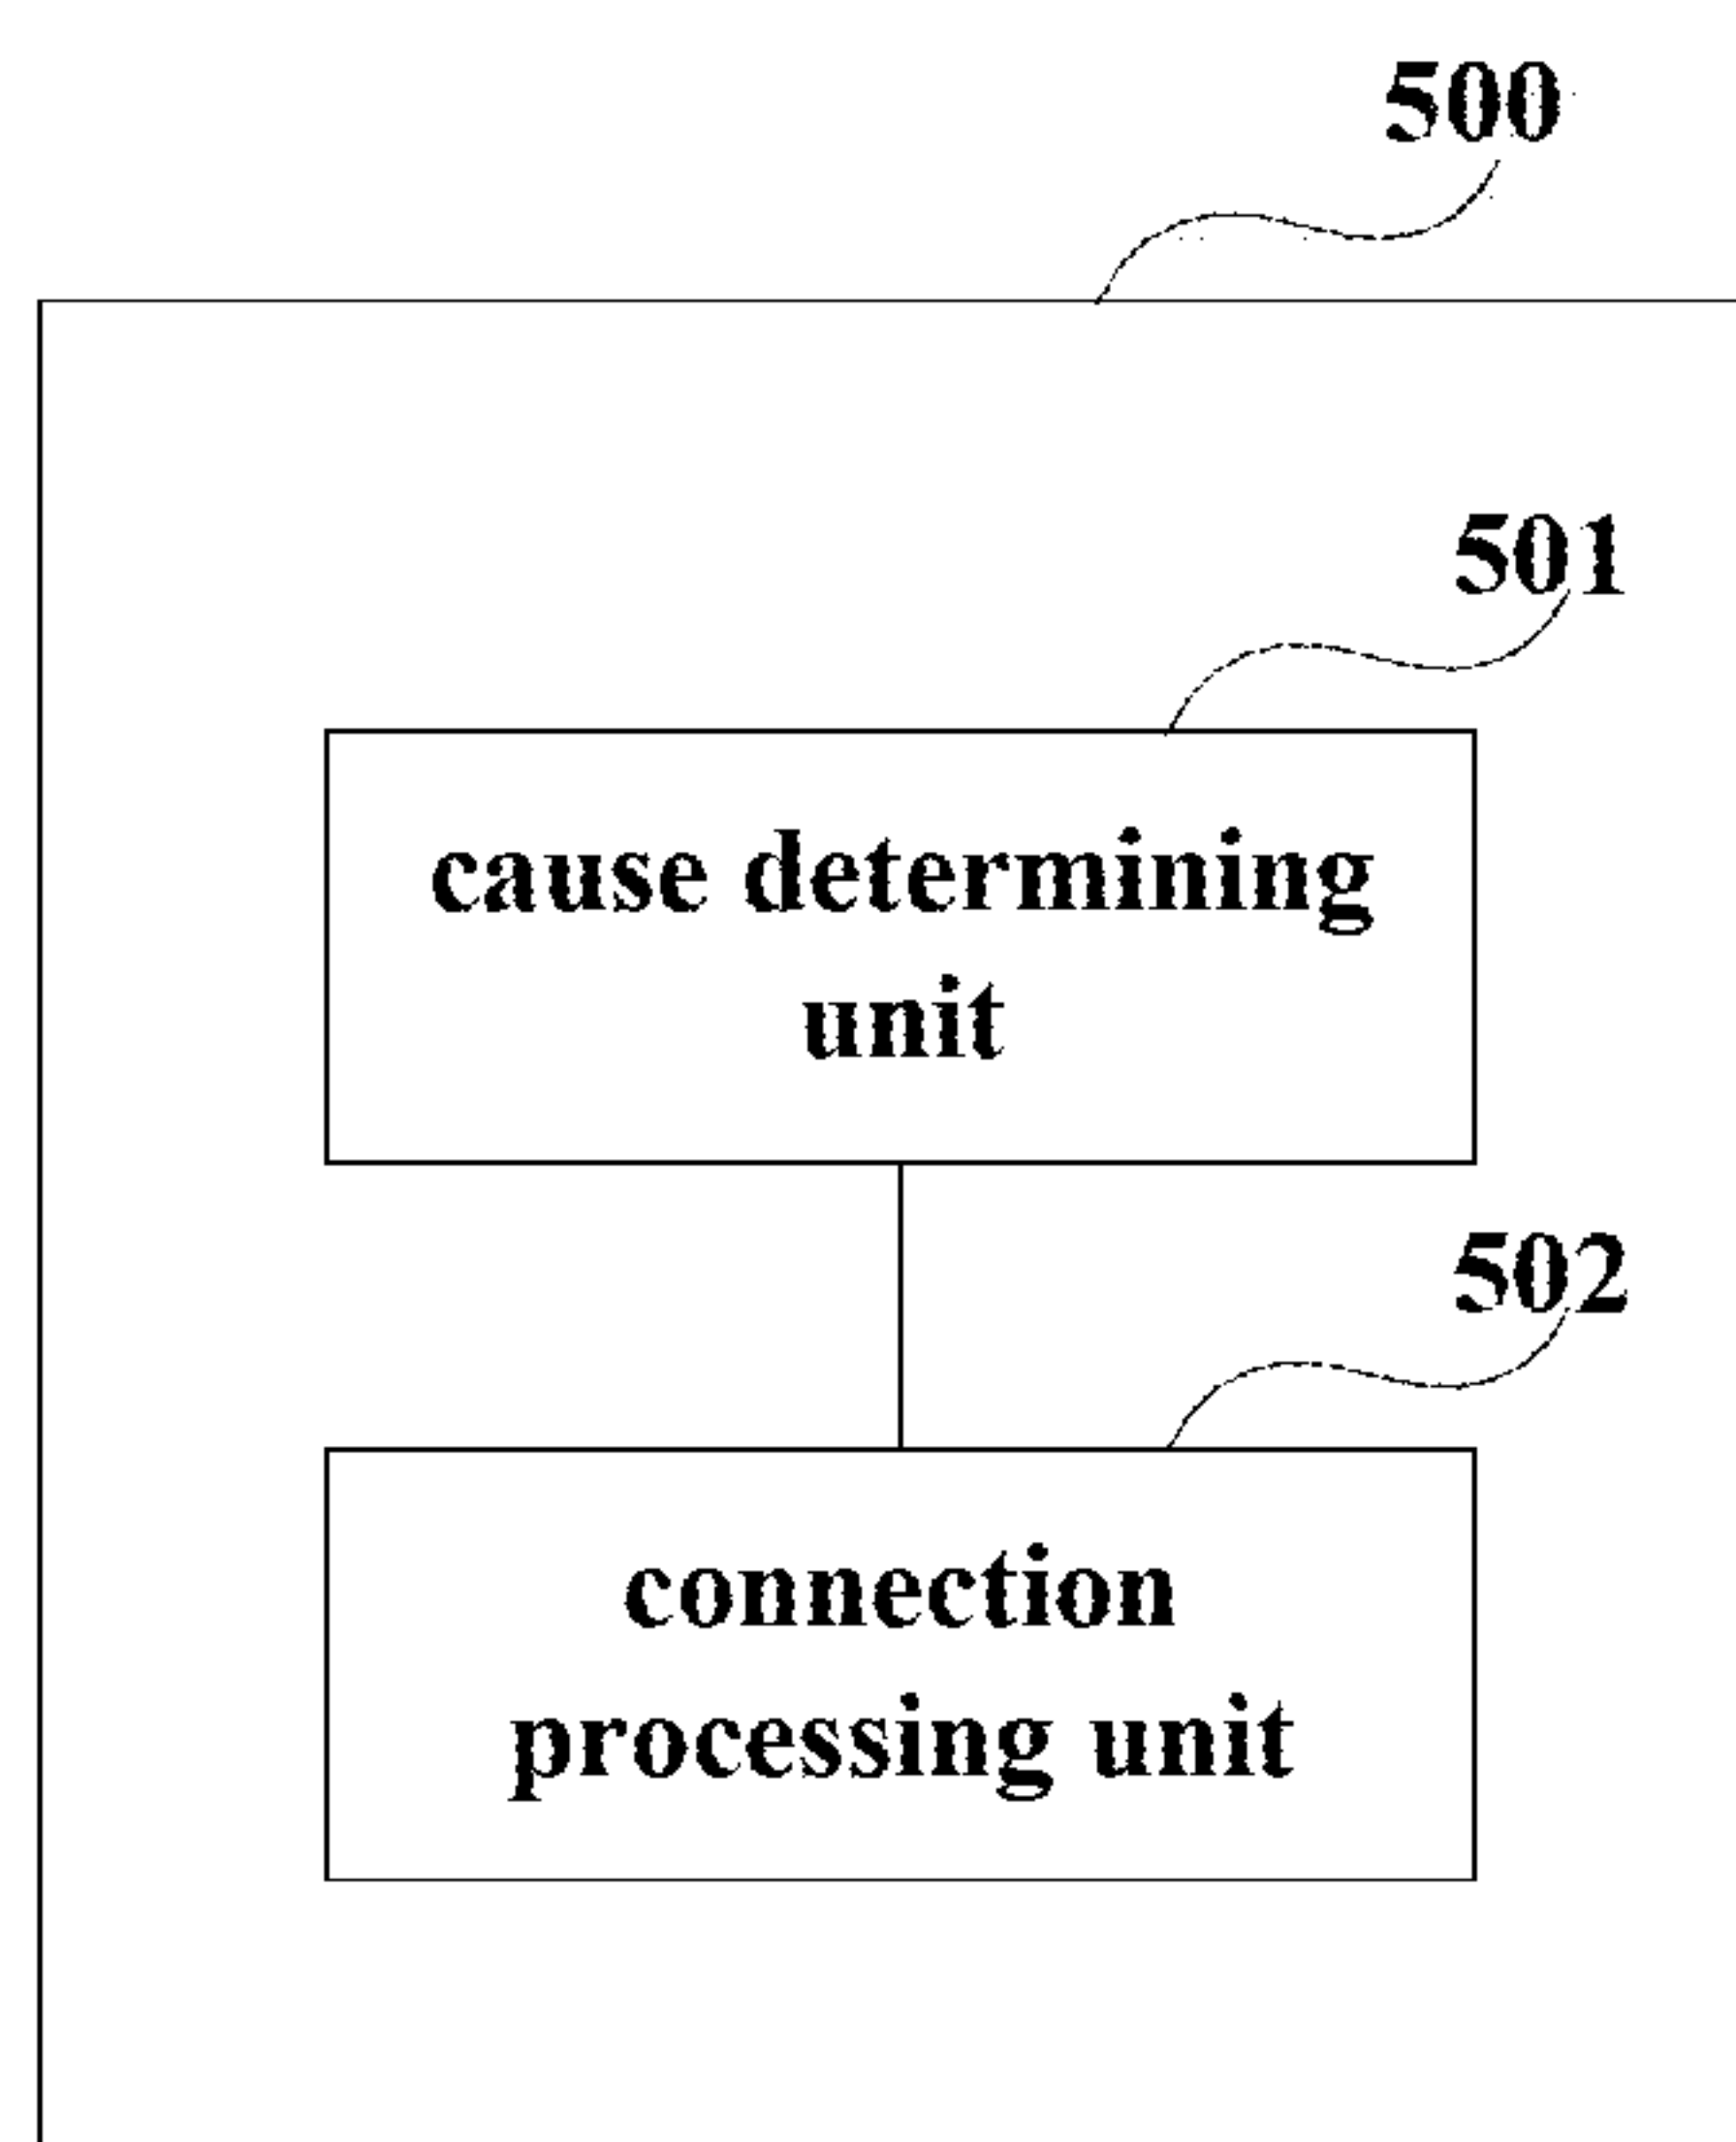 500
501
cause determining
unit
502
connection
processing unit